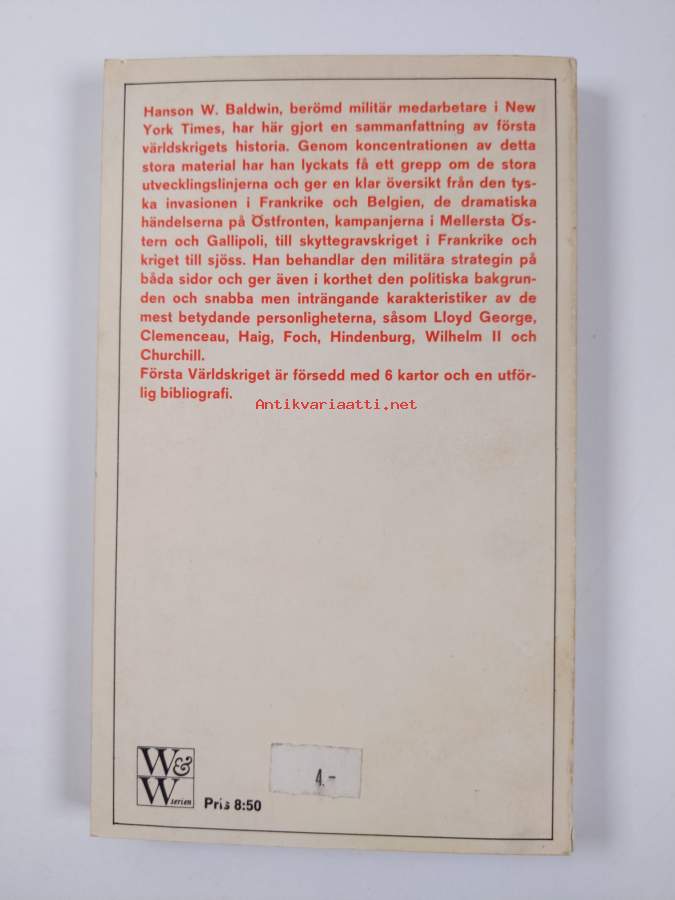 Hanson W. Baldwin, berömd militär medarbetare i New
York Times, har här gjort en sammanfattning av första
världskrigets historia. Genom koncentrationen av detta
stora material har han lyckats få ett grepp om de stora
utvecklingslinjerna och ger en klar översikt från den tys-
ka invasionen i Frankrike och Belgien, de dramatiska
händelserna på Östfronten, kampanjerna i Mellersta Ös-
tern och Gallipoli, till skyttegravskriget i Frankrike och
kriget till sjöss. Han behandlar den militära strategin på
båda sidor och ger även i korthet den politiska bakgrun-
den och snabba men inträngande karakteristiker av de
mest betydande personligheterna, såsom Lloyd George,
Clemenceau, Haig, Foch, Hindenburg, Wilhelm II och
Churchill.
Första Världskriget är försedd med 6 kartor och en utför-
lig bibliografi.
Antikvariaatti.net
W&
W serien
Pris 8:50
4.-